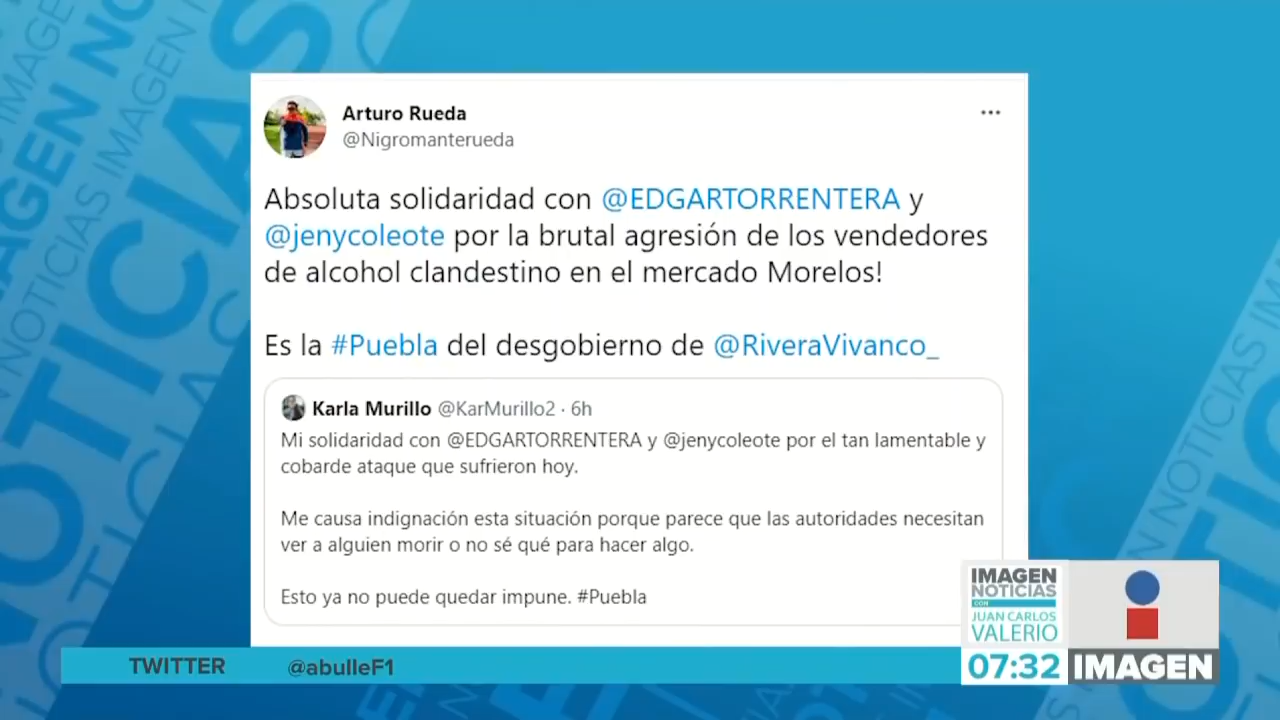 Arturo Rueda
@Nigromanterueda
Absoluta solidaridad con @EDGARTORRENTERA y
@jenycoleote por la brutal agresión de los vendedores
de alcohol clandestino en el mercado Morelos!
Es la #Puebla del desgobierno de @RiveraVivanco_
Karla Murillo @KarMurillo2 · 6h
Mi solidaridad con @EDGARTORRENTERA y @jenycoleote por el tan lamentable y
cobarde ataque que sufrieron hoy.
Me causa indignación esta situación porque parece que las autoridades necesitan
ver a alguien morir o no sé qué para hacer algo.
Esto ya no puede quedar impune. #Puebla
IMAGEN
NOTICIAS
CON
JUAN CARLOS
VALERIO
07:32 IMAGEN
TWITTER @abulleF1
IMAGEN NOTICIAS
NOTICIAS